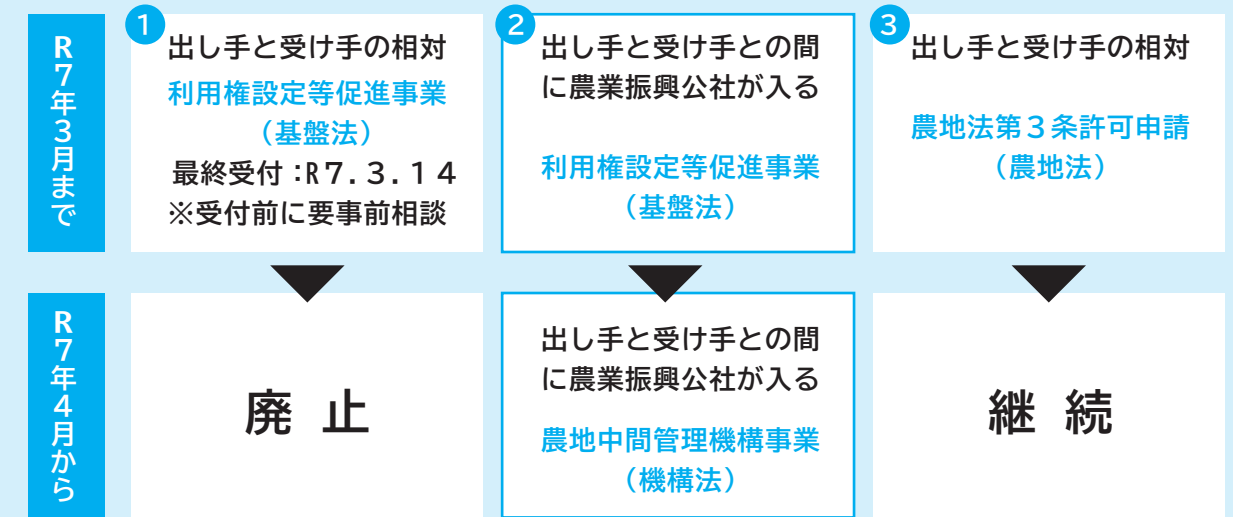 R7年3月まで
1
出し手と受け手の相対
利用権設定等促進事業
（基盤法）
最終受付：R７.３.１４
※受付前に要事前相談
2
出し手と受け手との間
に農業振興公社が入る
利用権設定等促進事業
（基盤法）
3
出し手と受け手の相対
農地法第３条許可申請
（農地法）
R7年4月から
廃 止
出し手と受け手との間
に農業振興公社が入る
農地中間管理機構事業
（機構法）
継 続